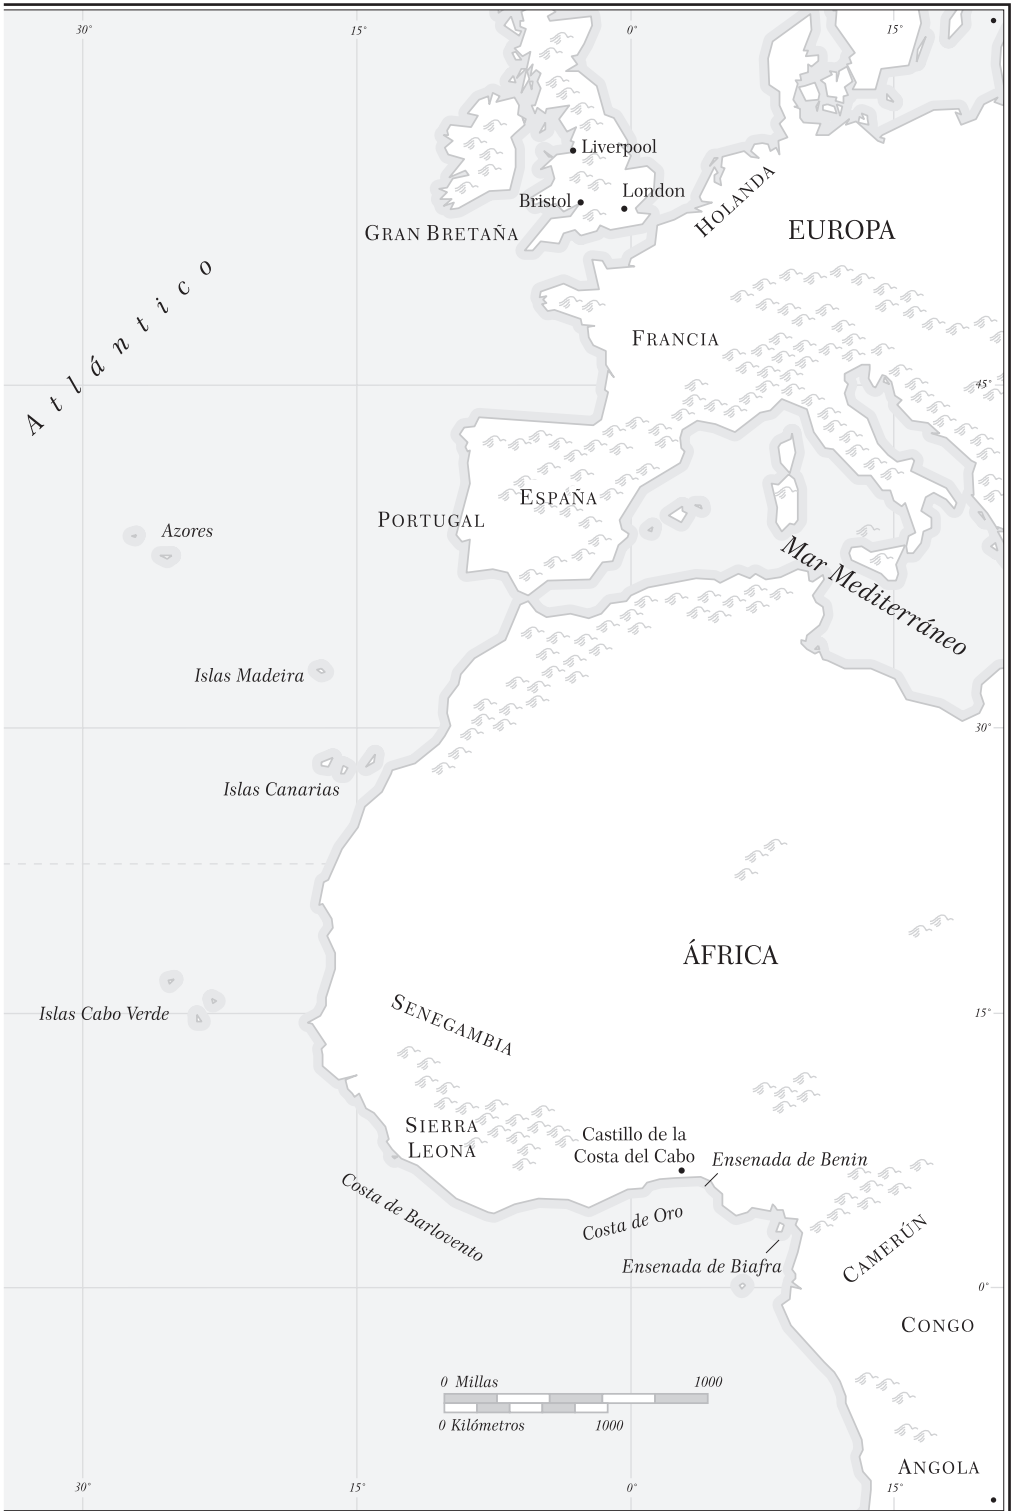 30°
15°
0°
15°
Liverpool
Bristol
London
HOLANDA
GRAN BRETAÑA
EUROPA
Atlántico
FRANCIA
45°
ESPAÑA
PORTUGAL
Azores
Mar Mediterráneo
Islas Madeira
30°
Islas Canarias
ÁFRICA
Islas Cabo Verde
15°
SENEGAMBIA
SIERRA
LEONA
Castillo de la
Costa del Cabo
Ensenada de Benin
Costa de Barlovento
Costa de Oro
Ensenada de Biafra
CAMERÚN
0°
CONGO
0 Millas 1000
0 Kilómetros 1000
ANGOLA
30°
15°
0°
15°